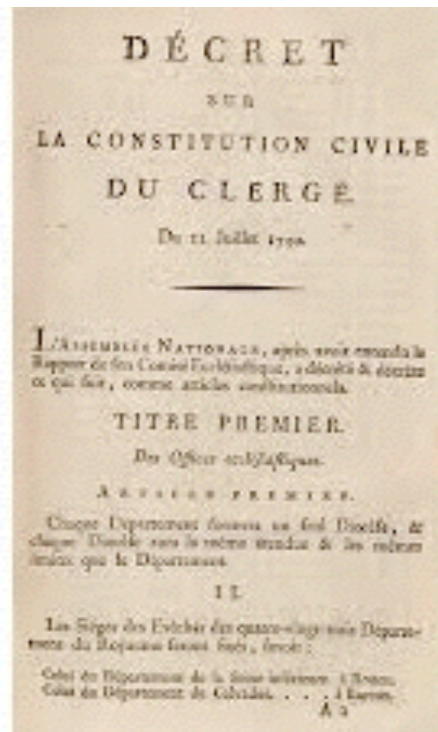 DÉCRET
SUR
LA CONSTITUTION CIVILE
DU CLERGÉ.
Du 12 Juillet 1790.
L'ASSEMBLÉE NATIONALE, après avoir entendu le
Rapport de son Comité Ecclésiastique, a décrété & décrète
ce qui suit, comme articles constitutionnels.
TITRE PREMIER.
Des Offices ecclésiastiques.
ARTICLE PREMIER.
Chaque Département formera un seul Diocèse, &
chaque Diocèse aura la même étendue & les mêmes
limites que le Département.
II.
Les Sièges des Evêchés des quatre-vingt-trois Départe-
mens du Royaume seront fixés, savoir :
Celui du Département de la Seine inférieure à Rouen.
Celui du Département du Calvados. . . . à Bayeux.
A 2